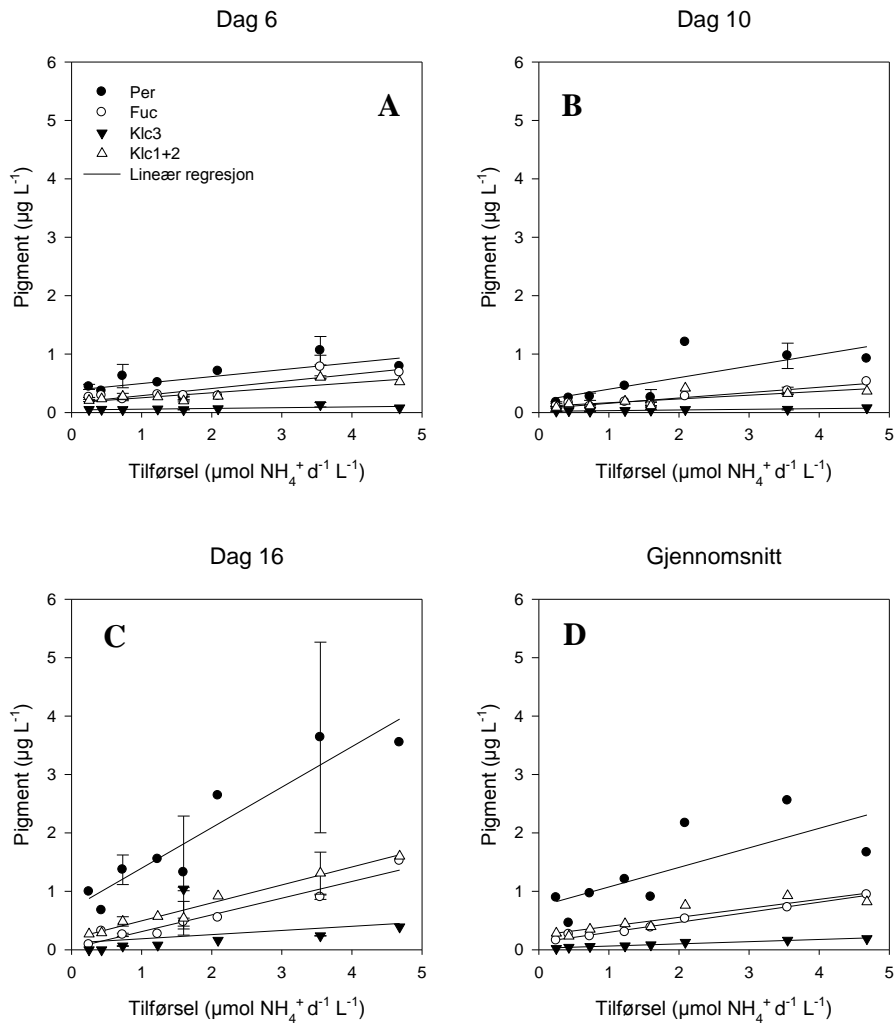 Dag 6
6
5
4
3
2
1
0
Pigment (µg L⁻¹)
Per
Fuc
Klc3
Klc1+2
Lineær regresjon
A
0 1 2 3 4 5
Tilførsel (µmol NH₄⁺ d⁻¹ L⁻¹)
Dag 10
6
5
4
3
2
1
0
Pigment (µg L⁻¹)
B
0 1 2 3 4 5
Tilførsel (µmol NH₄⁺ d⁻¹ L⁻¹)
Dag 16
6
5
4
3
2
1
0
Pigment (µg L⁻¹)
C
0 1 2 3 4 5
Tilførsel (µmol NH₄⁺ d⁻¹ L⁻¹)
Gjennomsnitt
6
5
4
3
2
1
0
Pigment (µg L⁻¹)
D
0 1 2 3 4 5
Tilførsel (µmol NH₄⁺ d⁻¹ L⁻¹)